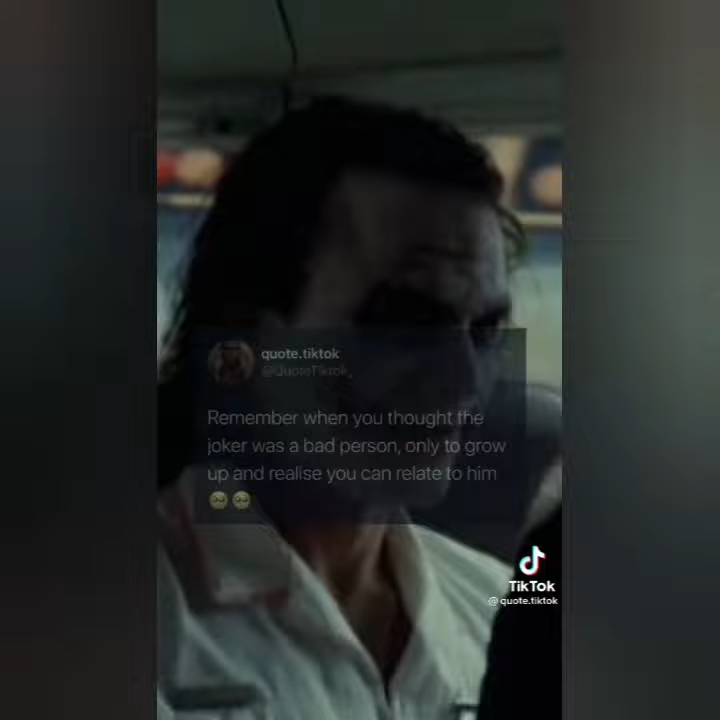 quote.tiktok
@QuoteTiktok_
Remember when you thought the
joker was a bad person, only to grow
up and realise you can relate to him
🥺🥺
TikTok
@quote.tiktok